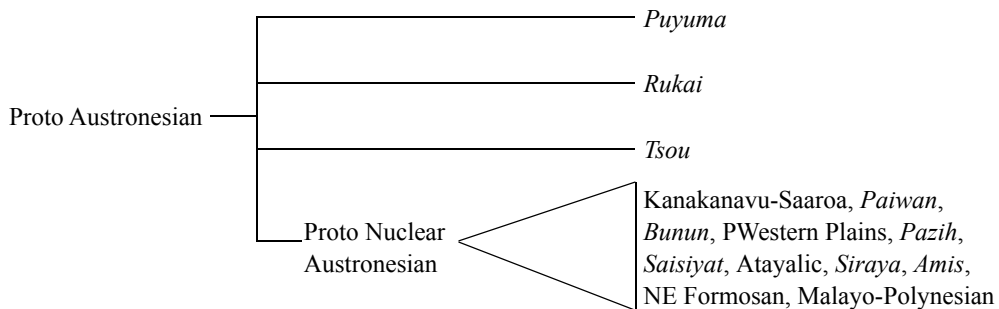 Puyuma
Rukai
Proto Austronesian
Tsou
Proto Nuclear
Austronesian
Kanakanavu-Saaroa, Paiwan,
Bunun, PWestern Plains, Pazih,
Saisiyat, Atayalic, Siraya, Amis,
NE Formosan, Malayo-Polynesian